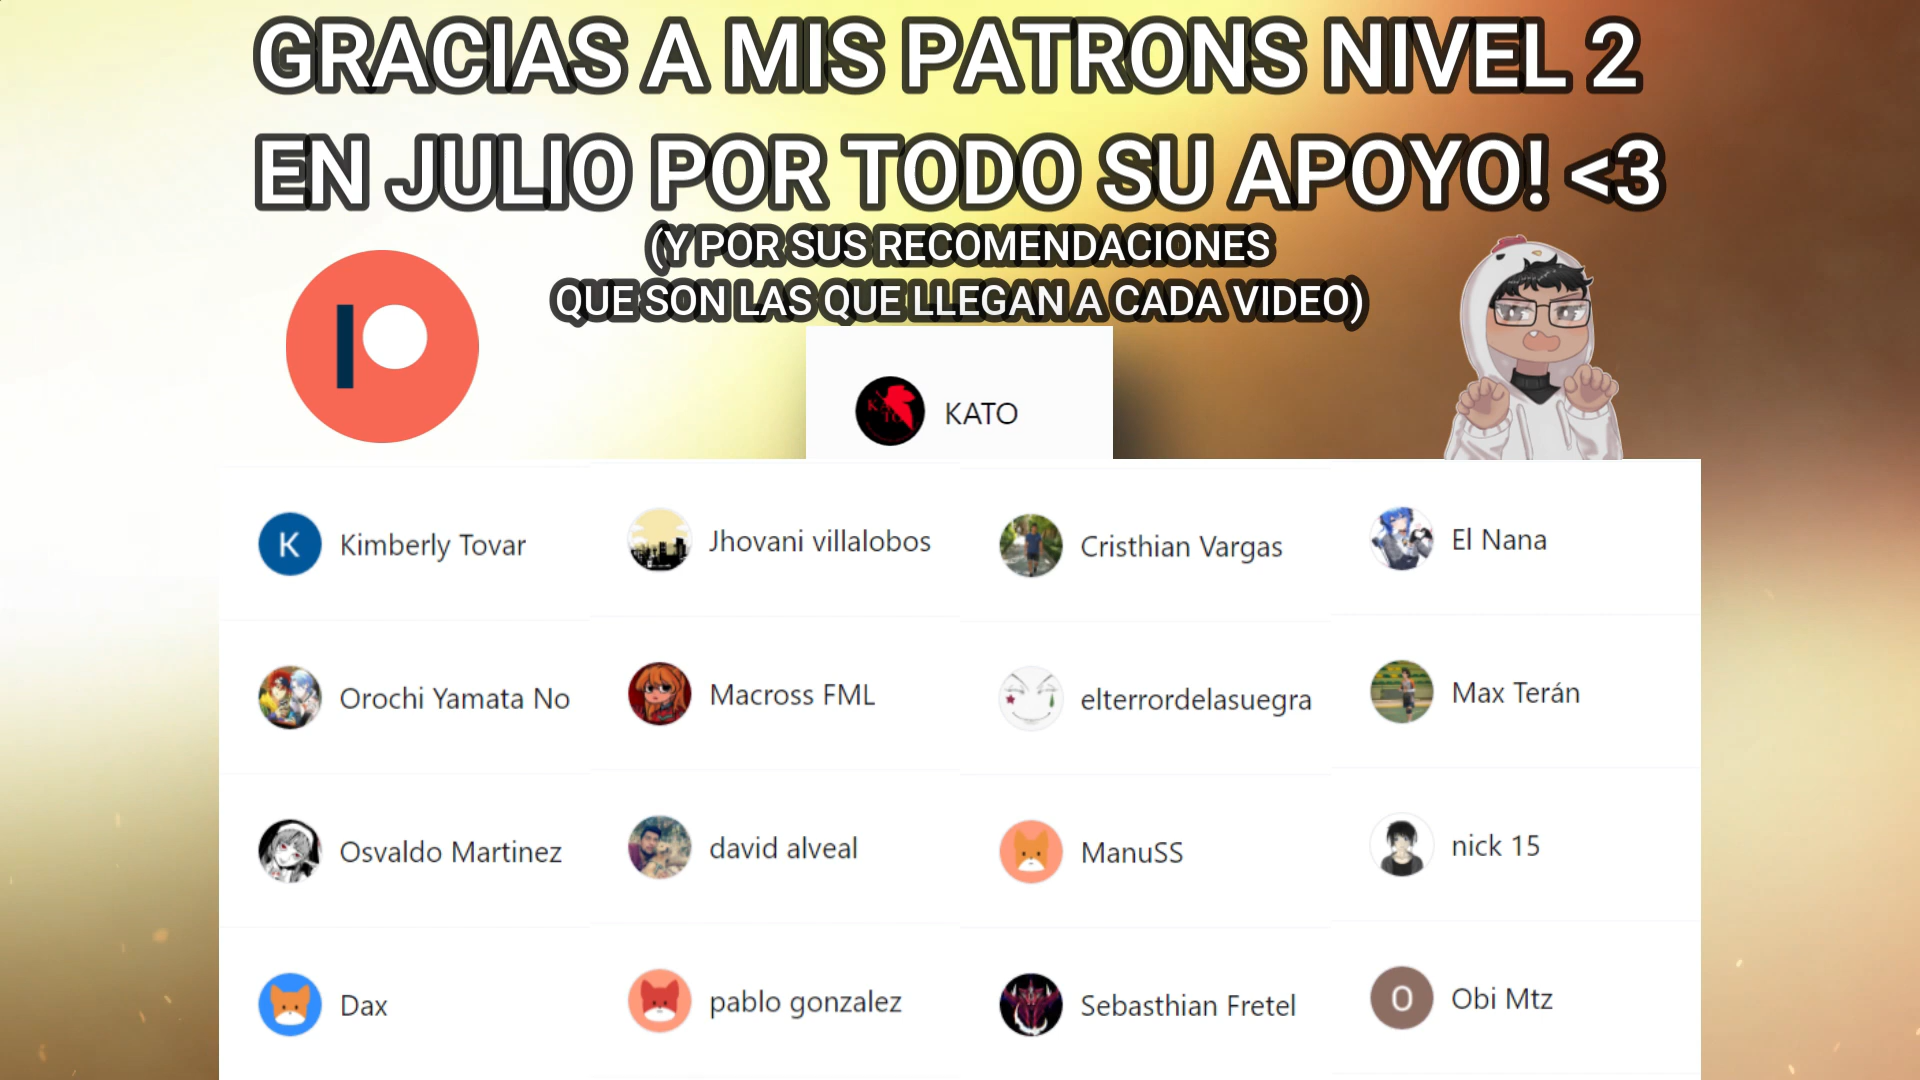 GRACIAS A MIS PATRONS NIVEL 2
EN JULIO POR TODO SU APOYO! <3
(Y POR SUS RECOMENDACIONES
QUE SON LAS QUE LLEGAN A CADA VIDEO)
KATO
K Kimberly Tovar
Jhovani villalobos
Cristhian Vargas
El Nana
Orochi Yamata No
Macross FML
elterrordelasuegra
Max Terán
Osvaldo Martinez
david alveal
ManuSS
nick 15
Dax
pablo gonzalez
Sebasthian Fretel
O Obi Mtz